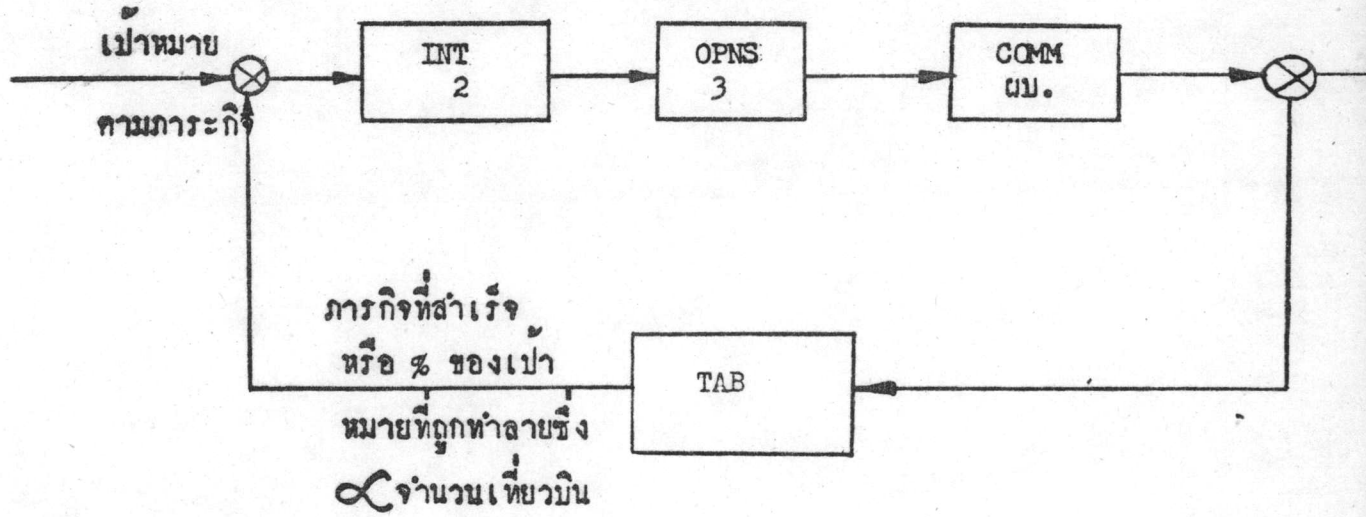 เป้าหมาย
ตามภาระกิจ
INT
2
OPNS
3
COMM
ผบ.
ภารกิจที่สำเร็จ
หรือ % ของเป้า
หมายที่ถูกทำลายซึ่ง
∝ จำนวนเที่ยวบิน
TAB